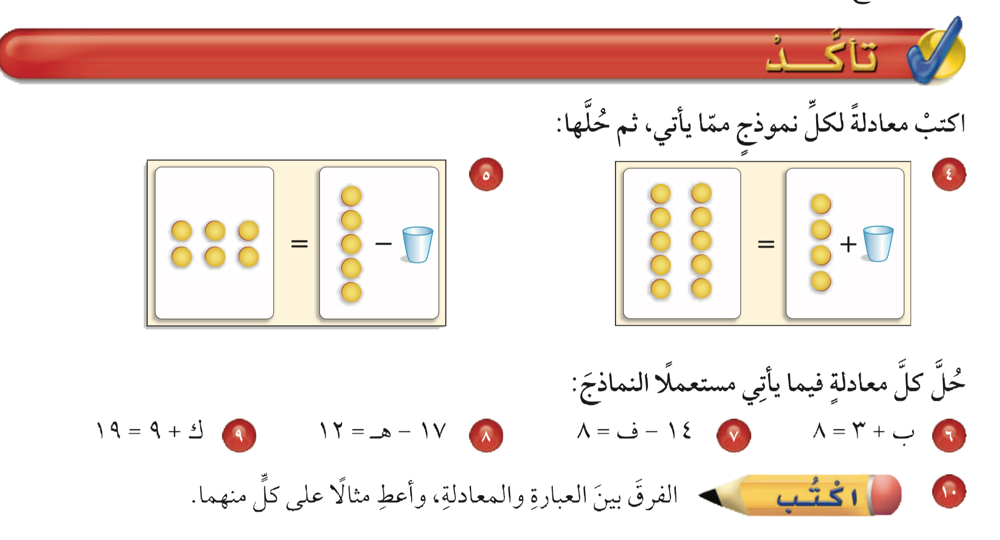 تأكَّـــدْ
اكتبْ معادلةً لكلِّ نموذجٍ ممّا يأتي، ثم حُلَّها:
٤ + =
٥ − =
حُلَّ كلَّ معادلةٍ فيما يأتِي مستعملًا النماذجَ:
٦ ب + ٣ = ٨ ٧ ١٤ − ف = ٨ ٨ ١٧ − هـ = ١٢ ٩ ك + ٩ = ١٩
١٠ اكْتُب الفرقَ بينَ العبارةِ والمعادلةِ، وأعطِ مثالًا على كلٍّ منهما.